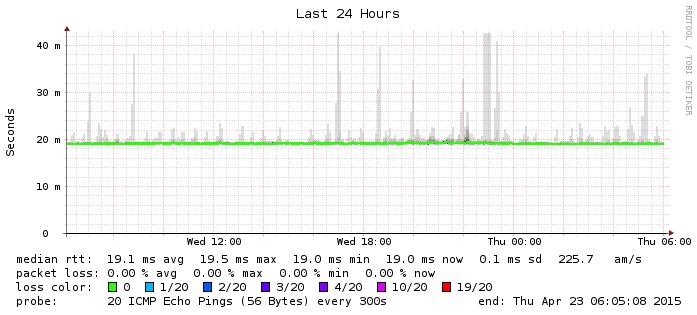 Last 24 Hours
RRDTOOL / TOBI OETIKER
Seconds
40 m
30 m
20 m
10 m
0
Wed 12:00 Wed 18:00 Thu 00:00 Thu 06:00
median rtt: 19.1 ms avg 19.5 ms max 19.0 ms min 19.0 ms now 0.1 ms sd 225.7 am/s
packet loss: 0.00 % avg 0.00 % max 0.00 % min 0.00 % now
loss color: 0 1/20 2/20 3/20 4/20 10/20 19/20
probe: 20 ICMP Echo Pings (56 Bytes) every 300s end: Thu Apr 23 06:05:08 2015